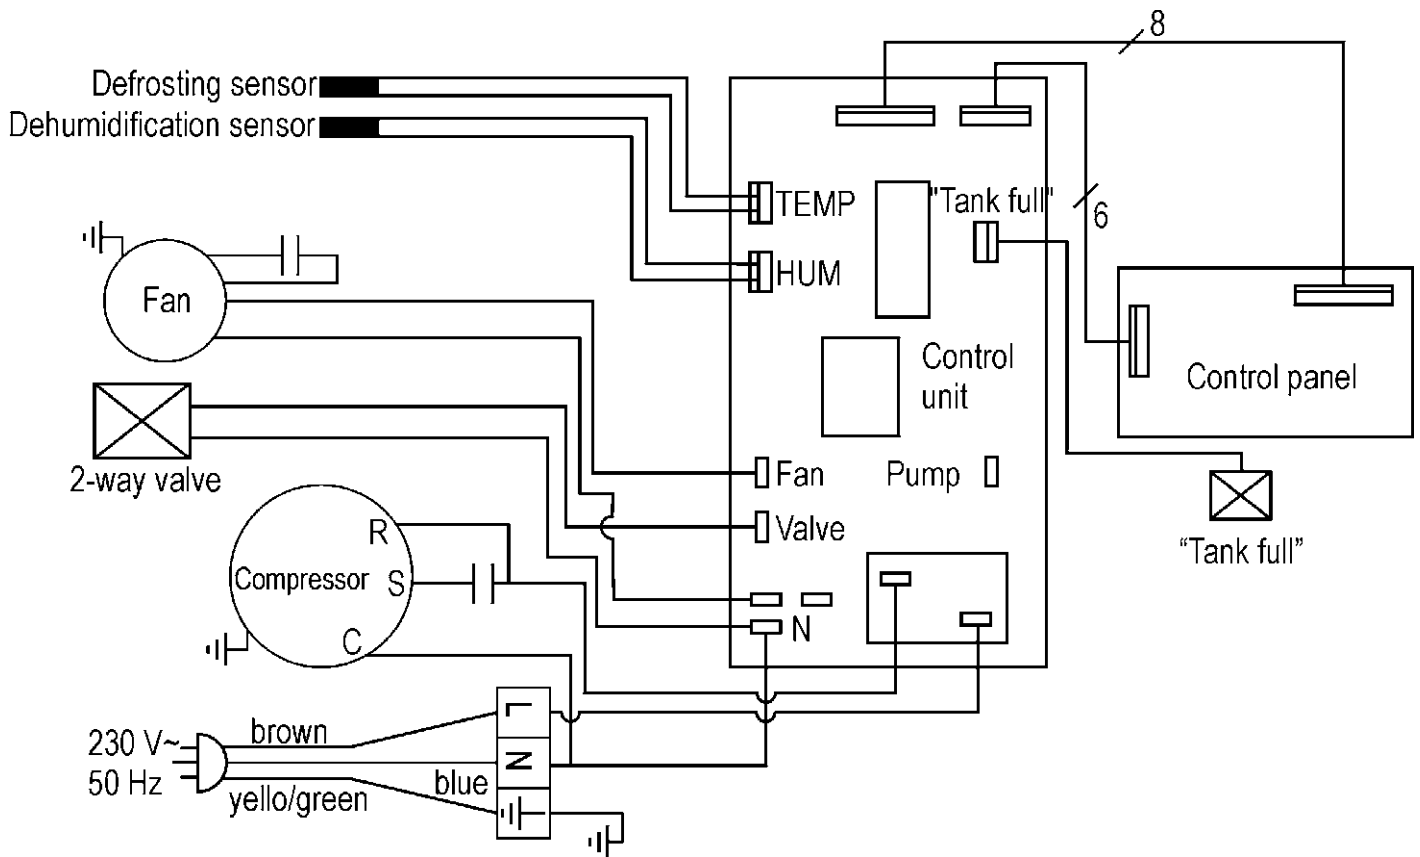 8
Defrosting sensor
Dehumidification sensor
TEMP
"Tank full"
6
HUM
Fan
Control
unit
Control panel
2-way valve
Fan
Pump
Valve
"Tank full"
R
Compressor
S
N
C
L
brown
230 V~
N
50 Hz
blue
yello/green